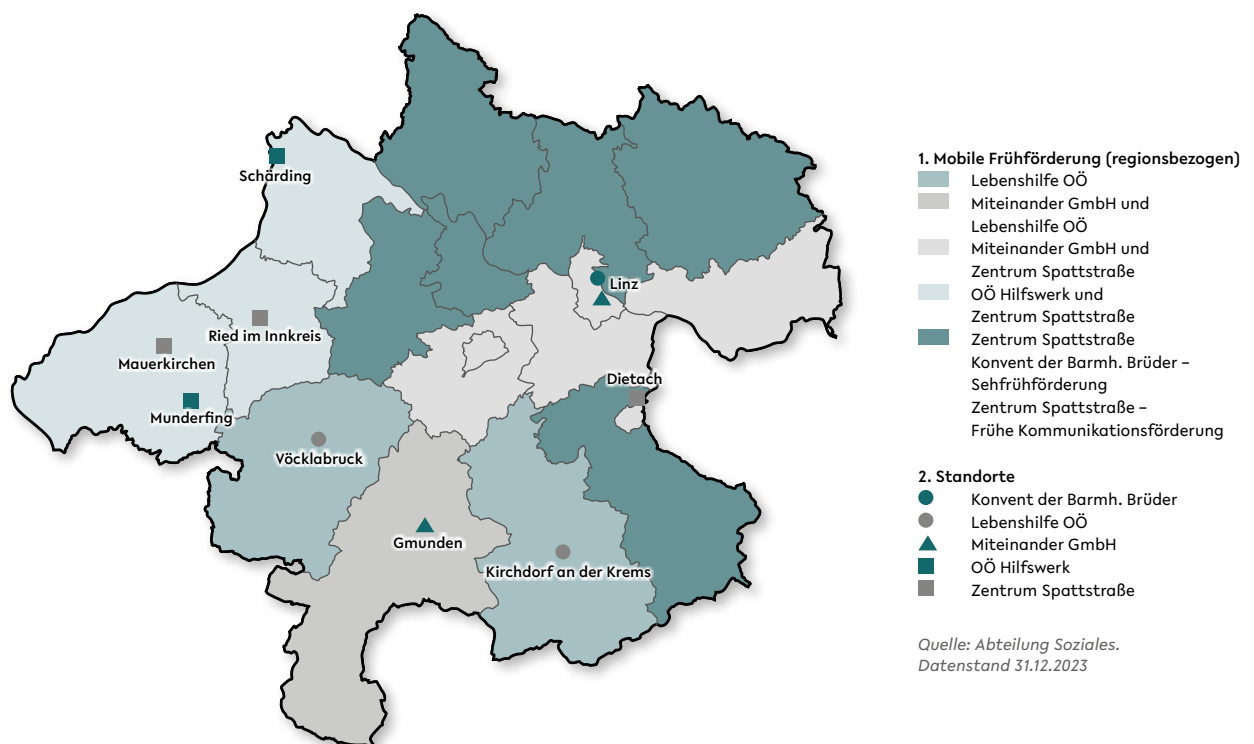 Schärding
Linz
Ried im Innkreis
Mauerkirchen
Dietach
Munderfing
Vöcklabruck
Gmunden
Kirchdorf an der Krems
1. Mobile Frühförderung (regionsbezogen)
Lebenshilfe OÖ
Miteinander GmbH und
Lebenshilfe OÖ
Miteinander GmbH und
Zentrum Spattstraße
OÖ Hilfswerk und
Zentrum Spattstraße
Zentrum Spattstraße
Konvent der Barmh. Brüder –
Sehfrühförderung
Zentrum Spattstraße –
Frühe Kommunikationsförderung
2. Standorte
Konvent der Barmh. Brüder
Lebenshilfe OÖ
Miteinander GmbH
OÖ Hilfswerk
Zentrum Spattstraße
Quelle: Abteilung Soziales.
Datenstand 31.12.2023